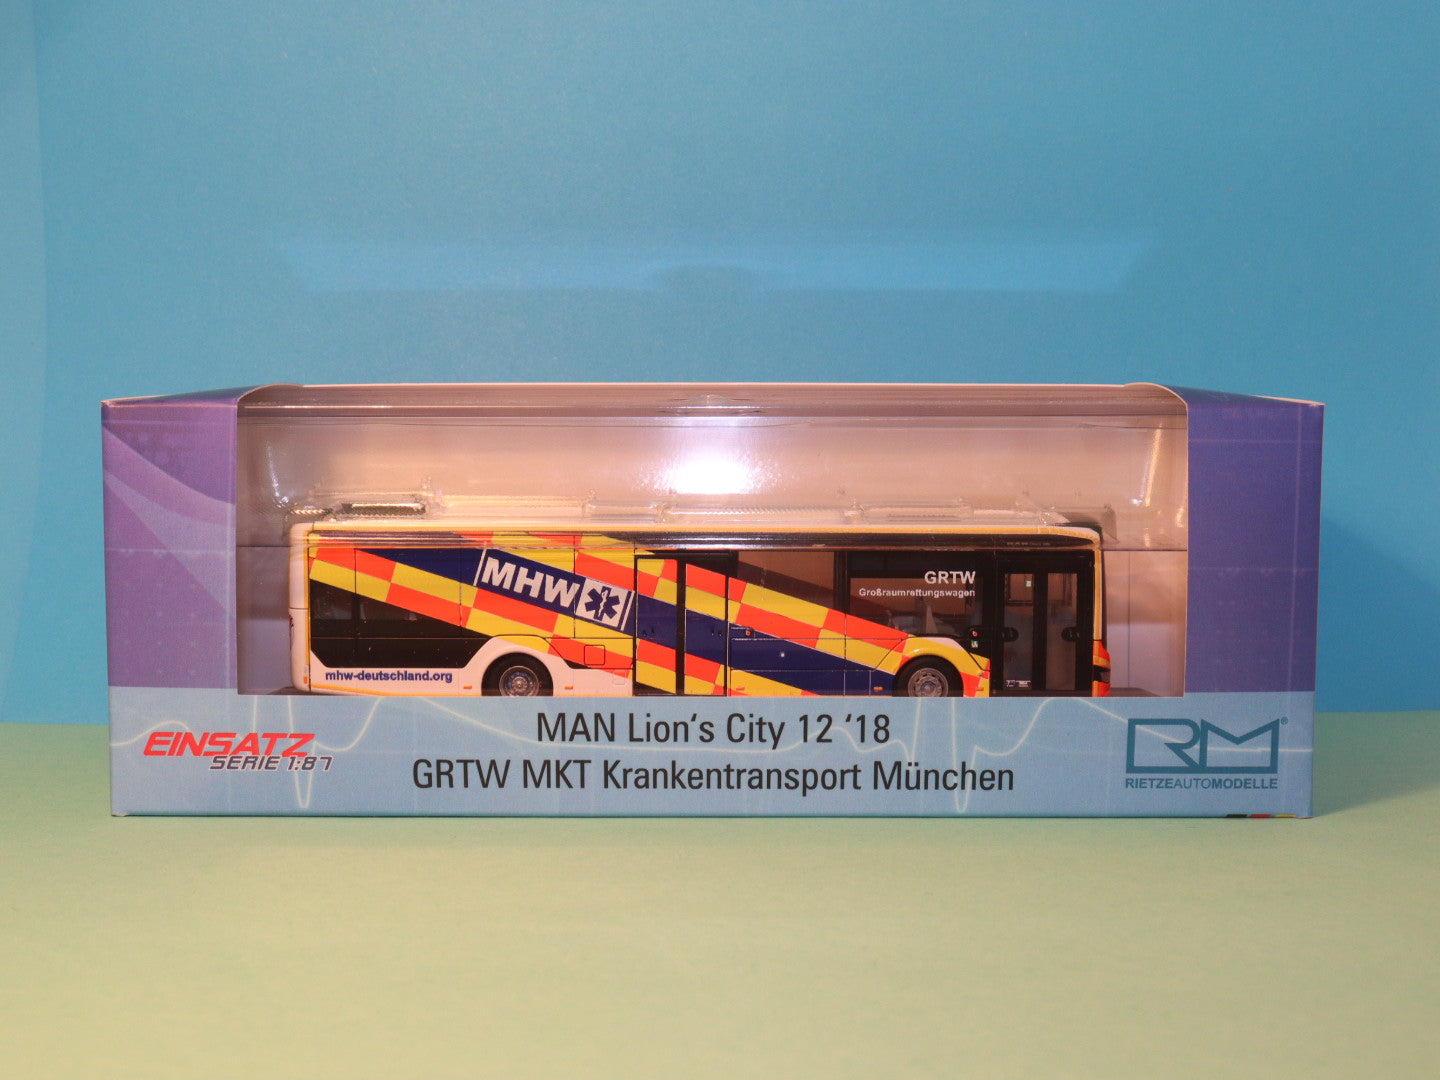 MHW
GRTW
Großraumrettungswagen
mhw-deutschland.org
EINSATZ
SERIE 1:87
MAN Lion‘s City 12 ‘18
GRTW MKT Krankentransport München
RM®
RIETZEAUTOMODELLE